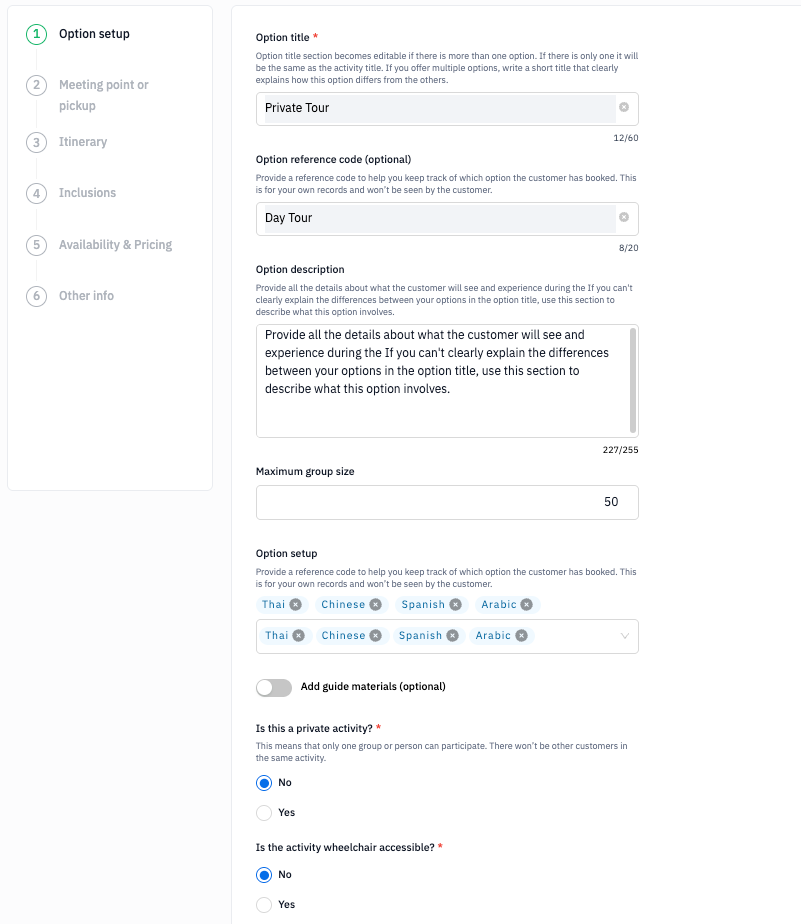 1 Option setup
2 Meeting point or
pickup
3 Itinerary
4 Inclusions
5 Availability & Pricing
6 Other info
Option title *
Option title section becomes editable if there is more than one option. If there is only one it will
be the same as the activity title. If you offer multiple options, write a short title that clearly
explains how this option differs from the others.
Private Tour
12/60
Option reference code (optional)
Provide a reference code to help you keep track of which option the customer has booked. This
is for your own records and won't be seen by the customer.
Day Tour
8/20
Option description
Provide all the details about what the customer will see and experience during the If you can't
clearly explain the differences between your options in the option title, use this section to
describe what this option involves.
Provide all the details about what the customer will see and
experience during the If you can't clearly explain the differences
between your options in the option title, use this section to
describe what this option involves.
227/255
Maximum group size
50
Option setup
Provide a reference code to help you keep track of which option the customer has booked. This
is for your own records and won't be seen by the customer.
Thai Chinese Spanish Arabic
Thai Chinese Spanish Arabic
Add guide materials (optional)
Is this a private activity? *
This means that only one group or person can participate. There won't be other customers in
the same activity.
No
Yes
Is the activity wheelchair accessible? *
No
Yes